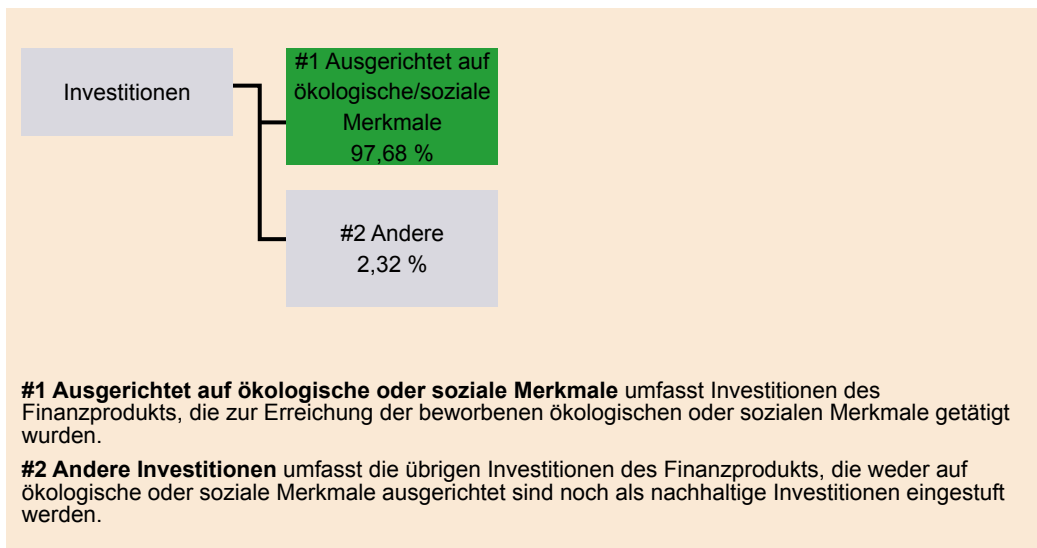 Investitionen
#1 Ausgerichtet auf
ökologische/soziale
Merkmale
97,68 %
#2 Andere
2,32 %
#1 Ausgerichtet auf ökologische oder soziale Merkmale umfasst Investitionen des
Finanzprodukts, die zur Erreichung der beworbenen ökologischen oder sozialen Merkmale getätigt
wurden.
#2 Andere Investitionen umfasst die übrigen Investitionen des Finanzprodukts, die weder auf
ökologische oder soziale Merkmale ausgerichtet sind noch als nachhaltige Investitionen eingestuft
werden.